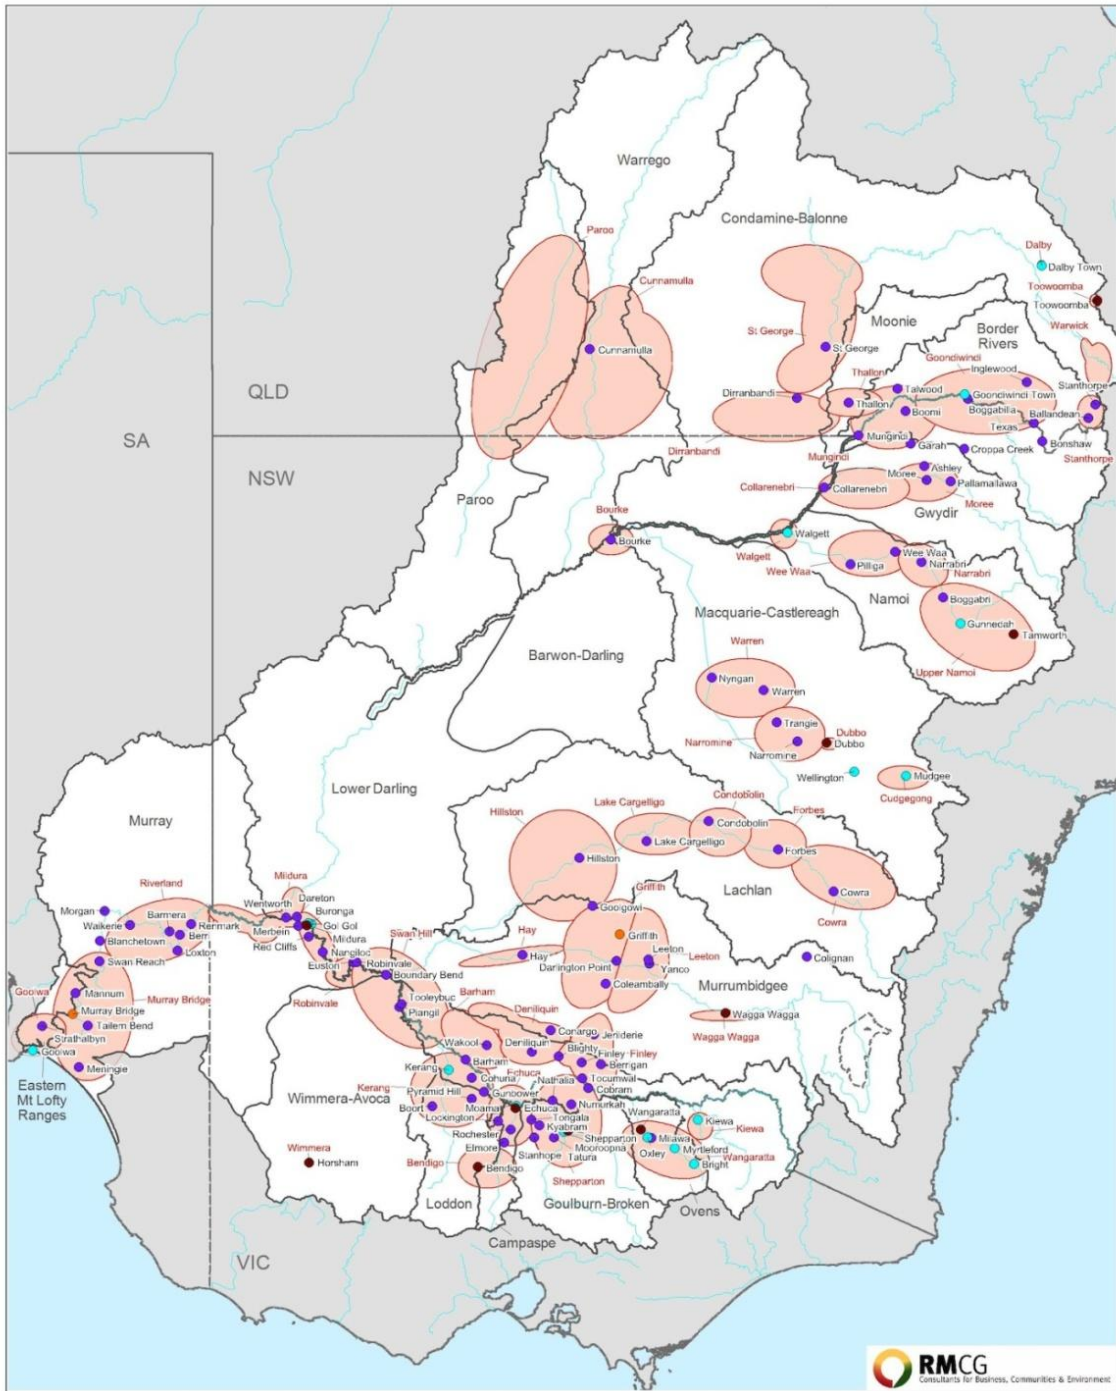 Warrego
Condamine-Balonne
Paroo
Dalby
Dalby Town
Cunnamulla
Toowoomba
Toowoomba
Moonie
Warwick
St George
Border
Rivers
Cunnamulla
St George
Goondiwindi
Inglewood
Thallon
QLD
Talwood
Stanthorpe
Goondiwindi Town
Dirranbandi
Thallon
Boomi
Boggabilla
Ballandean
Texas
SA
Mungindi
Garah
Croppa Creek
Bonshaw
Dirranbandi
Mungindi
Stanthorpe
NSW
Ashley
Moree
Pallamallawa
Collarenebri
Collarenebri
Paroo
Moree
Bourke
Gwydir
Walgett
Bourke
Walgett
Wee Waa
Wee Waa
Pilliga
Narrabri
Narrabri
Namoi
Boggabri
Macquarie-Castlereagh
Gunnedah
Tamworth
Warren
Barwon-Darling
Upper Namoi
Nyngan
Warren
Trangie
Dubbo
Narromine
Dubbo
Narromine
Wellington
Mudgee
Lower Darling
Condobolin
Cudgegong
Lake Cargelligo
Hillston
Forbes
Murray
Condobolin
Lake Cargelligo
Forbes
Hillston
Mildura
Riverland
Griffith
Lachlan
Cowra
Dareton
Wentworth
Morgan
Barmera
Buronga
Goolgowi
Cowra
Waikerie
Renmark
Gol Gol
Merbein
Berri
Mildura
Swan Hill
Hay
Griffith
Blanchetown
Red Cliffs
Leeton
Leeton
Loxton
Nangiloc
Hay
Colignan
Swan Reach
Euston
Robinvale
Darlington Point
Yanco
Boundary Bend
Goolwa
Mannum
Murray Bridge
Robinvale
Barham
Coleambally
Murrumbidgee
Tooleybuc
Deniliquin
Murray Bridge
Piangil
Wagga Wagga
Tailem Bend
Conargo
Jerilderie
Wagga Wagga
Strathalbyn
Wakool
Deniliquin
Goolwa
Blighty
Finley
Finley
Meningie
Barham
Berrigan
Kerang
Echuca
Eastern
Mt Lofty
Ranges
Cohuna
Nathalia
Tocumwal
Kerang
Pyramid Hill
Gunbower
Cobram
Wimmera-Avoca
Boort
Moama
Echuca
Numurkah
Lockington
Tongala
Wangaratta
Kiewa
Rochester
Kyabram
Kiewa
Shepparton
Milawa
Wimmera
Elmore
Mooroopna
Oxley
Myrtleford
Horsham
Bendigo
Stanhope
Tatura
Wangaratta
Bendigo
Bright
Shepparton
Loddon
Goulburn-Broken
Ovens
Campaspe
VIC
RMCG
Consultants for Business, Communities & Environment